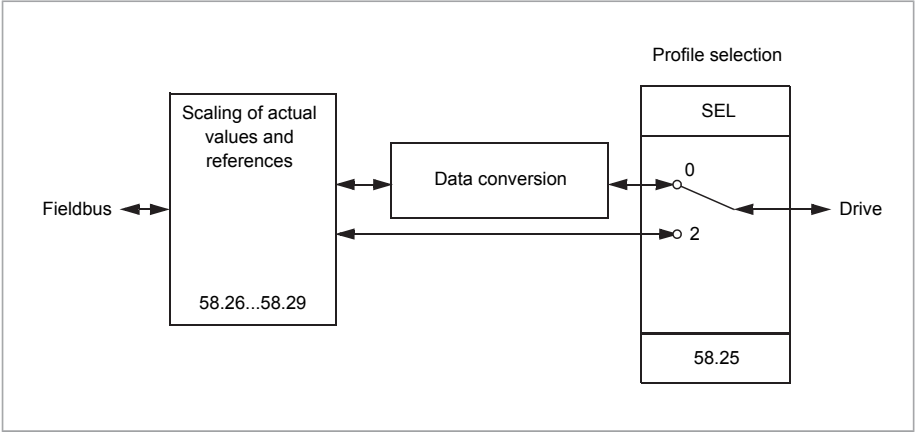 Profile selection
SEL
Scaling of actual
values and
references
Data conversion
0
Fieldbus
Drive
2
58.26...58.29
58.25